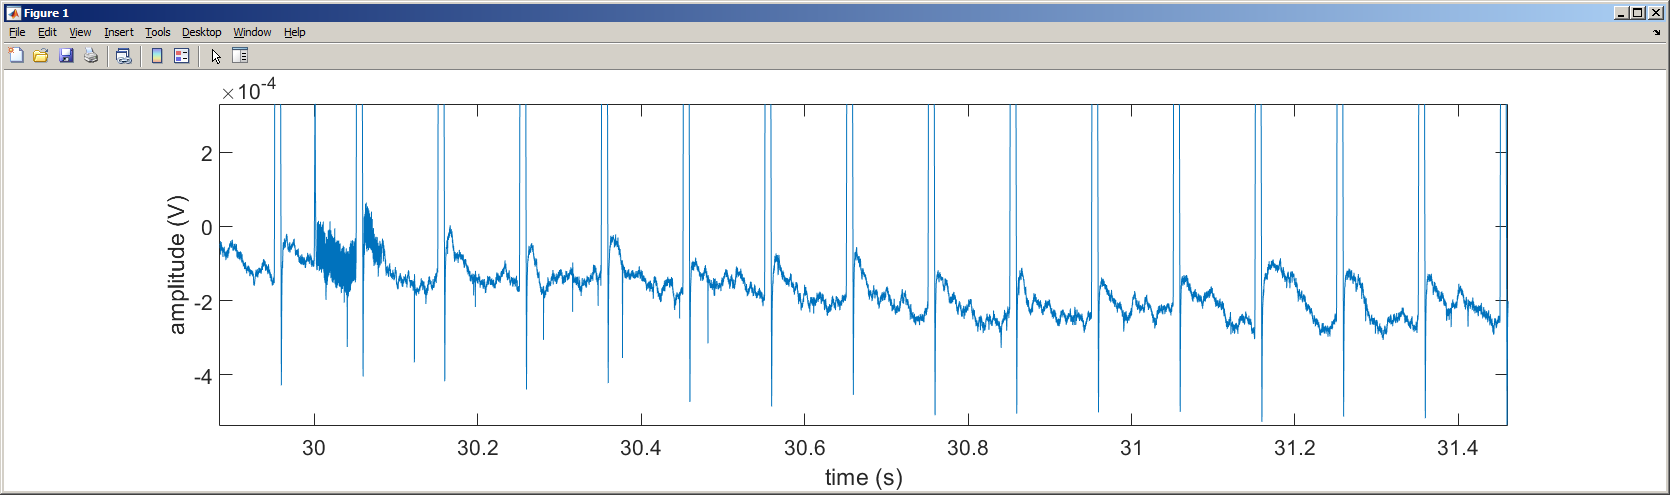 Figure 1
File Edit View Insert Tools Desktop Window Help
×10-4
2
0
-2
-4
amplitude (V)
30 30.2 30.4 30.6 30.8 31 31.2 31.4
time (s)